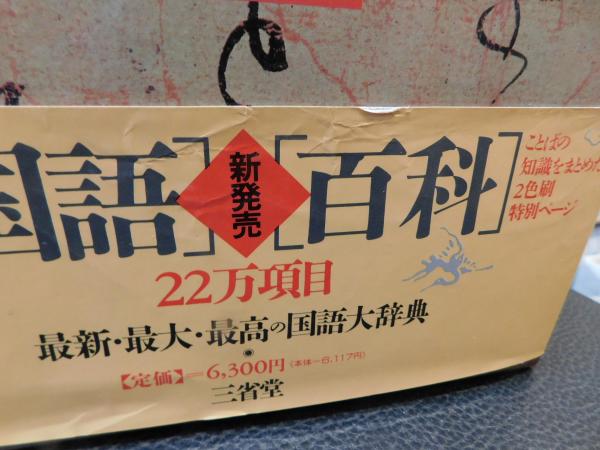 国語]
新発売
[百科]
ことばの
知識をまとめた
2色刷
特別ページ
22万項目
最新・最大・最高の国語大辞典
【定価】=6,300円(本体=6,117円)
三省堂